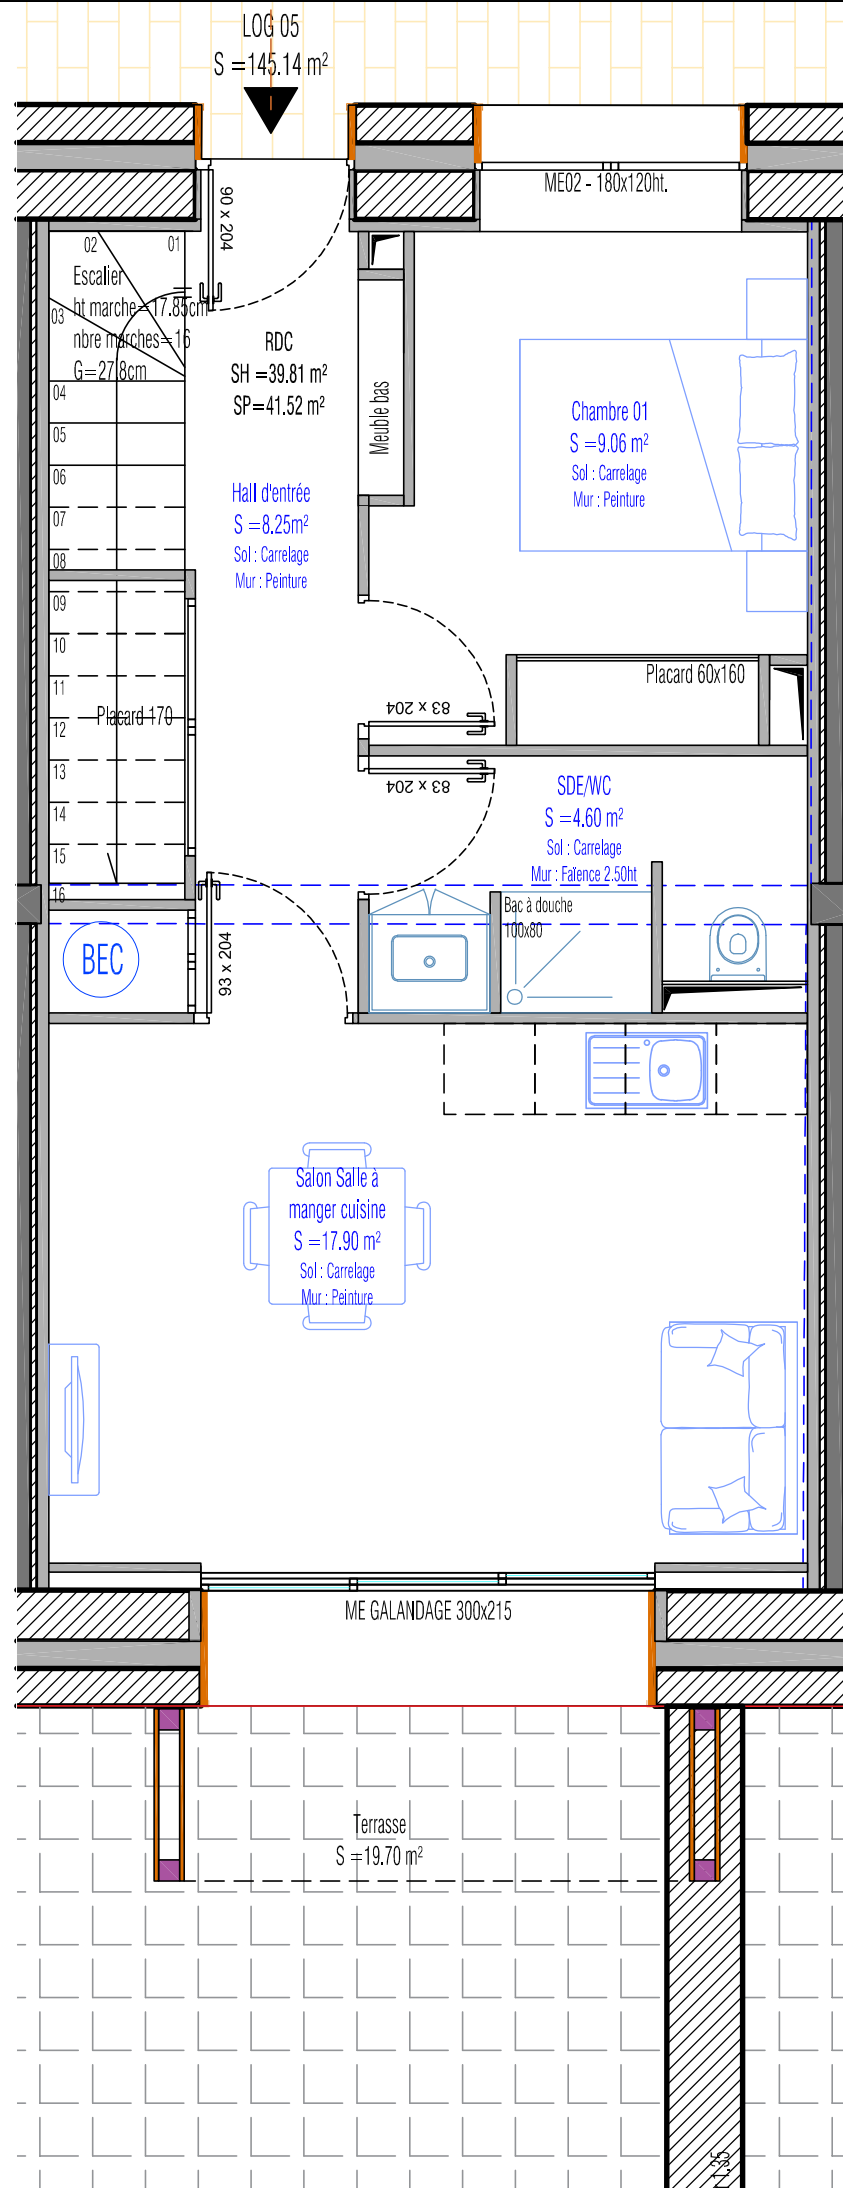 LOG 05
S =145.14 m²
ME02 - 180x120ht.
90 x 204
02
01
Escalier
ht marche=17.85cm
03
nbre marches=16
G=27.8cm
04
05
06
07
08
09
10
11
12
13
14
15
16
RDC
SH =39.81 m²
SP=41.52 m²
Meuble bas
Hall d'entrée
S =8.25m²
Sol : Carrelage
Mur : Peinture
Chambre 01
S =9.06 m²
Sol : Carrelage
Mur : Peinture
Placard 60x160
83 x 204
Placard 170
83 x 204
SDE/WC
S =4.60 m²
Sol : Carrelage
Mur : Faïence 2.50ht
Bac à douche
100x80
BEC
93 x 204
Salon Salle à
manger cuisine
S =17.90 m²
Sol : Carrelage
Mur : Peinture
ME GALANDAGE 300x215
Terrasse
S =19.70 m²
1.35